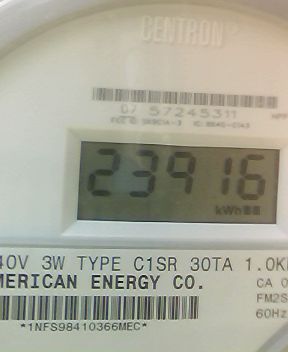 CENTRON
07 57245311
23916
kWh
40V 3W TYPE C1SR 30TA 1.0K
MERICAN ENERGY CO.
CA 0
FM2S
60Hz
*1NFS98410366MEC*